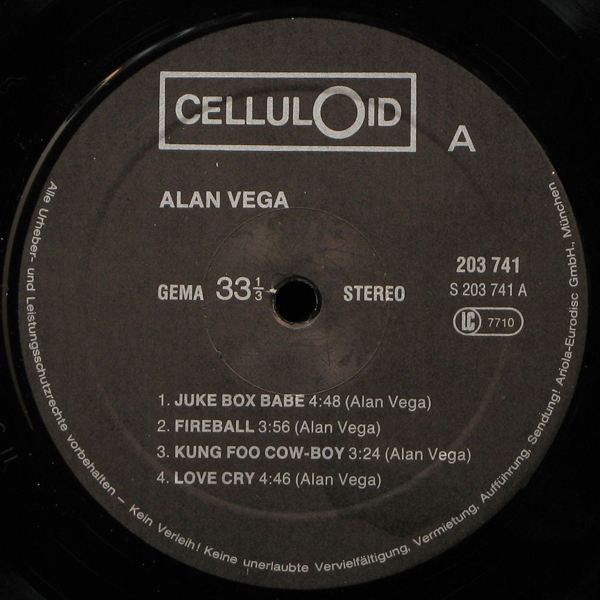 CELLULOID
A
ALAN VEGA
203 741
GEMA 33 1/3 STEREO
S 203 741 A
LC 7710
1. JUKE BOX BABE 4:48 (Alan Vega)
2. FIREBALL 3:56 (Alan Vega)
3. KUNG FOO COW-BOY 3:24 (Alan Vega)
4. LOVE CRY 4:46 (Alan Vega)
Alle Urheber- und Leistungsschutzrechte vorbehalten – Kein Verleih! Keine unerlaubte Vervielfältigung, Vermietung, Aufführung, Sendung! Ariola-Eurodisc GmbH., München